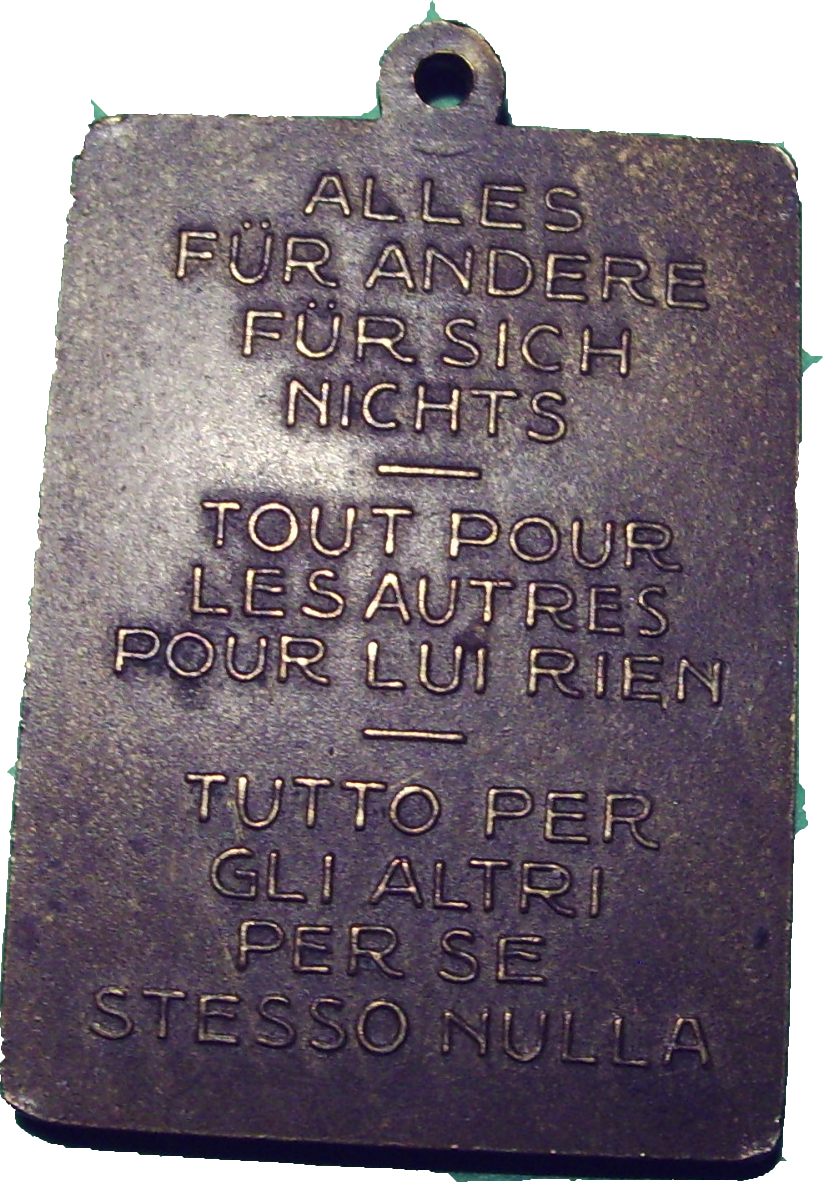 ALLES
FÜR ANDERE
FÜR SICH
NICHTS
TOUT POUR
LES AUTRES
POUR LUI RIEN
TUTTO PER
GLI ALTRI
PER SE
STESSO NULLA